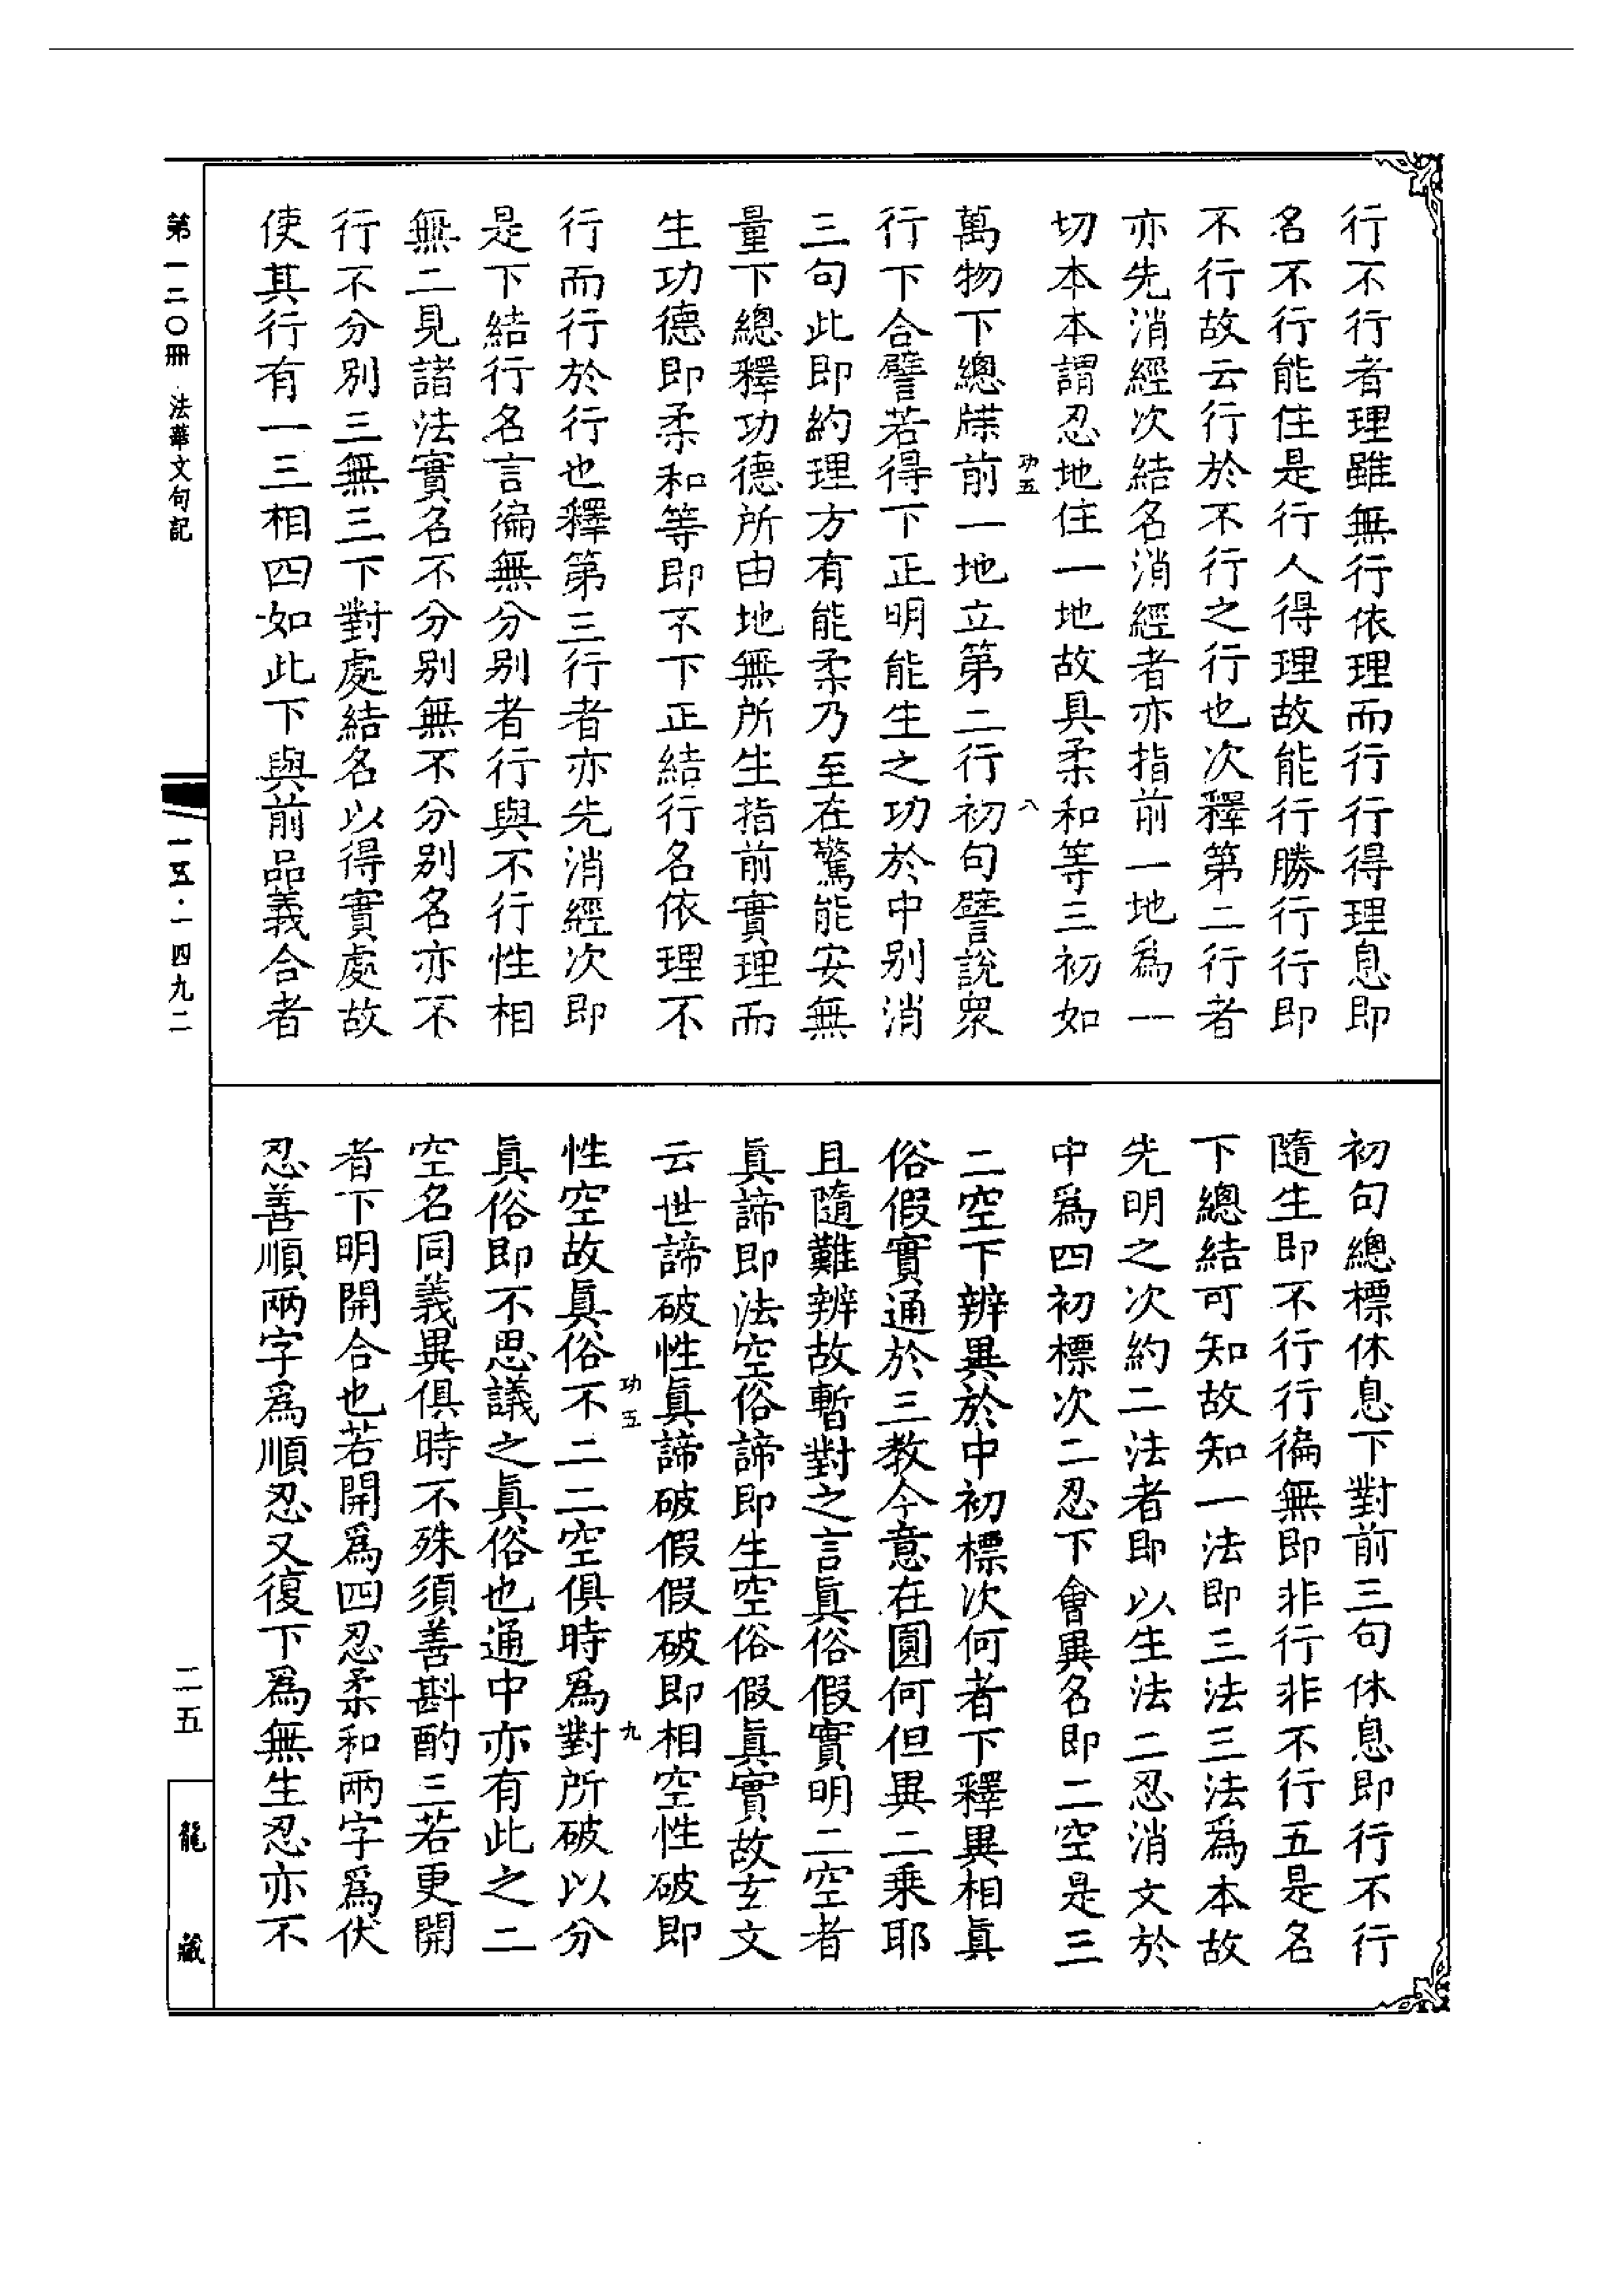 行不行者理雖無行依理而行行得理息即
名不行能住是行人得理故能行勝行行即
不行故云行於不行之行也次釋第二行者
亦先消經次結名消經者亦指前一地爲一
切本本謂忍地住一地故具柔和等三初如
功五
八
萬物下總牒前一地立第二行初句譬說衆
行下合譬若得下正明能生之功於中別消
三句此即約理方有能柔乃至在驚能安無
量下總釋功德所由地無所生指前實理而
生功德即柔和等即不下正結行名依理不
行而行於行也釋第三行者亦先消經次即
是下結行名言徧無分別者行與不行性相
無二見諸法實名不分別無不分別名亦不
行不分別三無三下對處結名以得實處故
使其行有一三相四如此下與前品義合者
初句總標休息下對前三句休息即行不行
隨生即不行行徧無即非行非不行五是名
下總結可知故知一法即三法三法爲本故
先明之次約二法者即以生法二忍消文於
中爲四初標次二忍下會異名即二空是三
二空下辨異於中初標次何者下釋異相眞
俗假實通於三教今意在圓何但異二乘耶
且隨難辨故暫對之言眞俗假實明二空者
眞諦即法空俗諦即生空俗假眞實故玄文
云世諦破性眞諦破假假破即相空性破即
功五
九
性空故眞俗不二二空俱時爲對所破以分
眞俗即不思議之眞俗也通中亦有此之二
空名同義異俱時不殊須善斟酌三若更開
者下明開合也若開爲四忍柔和兩字爲伏
忍善順兩字爲順忍又復下爲無生忍亦不
第一二〇冊 法華文句記
一五·一四九二
二五
龍藏